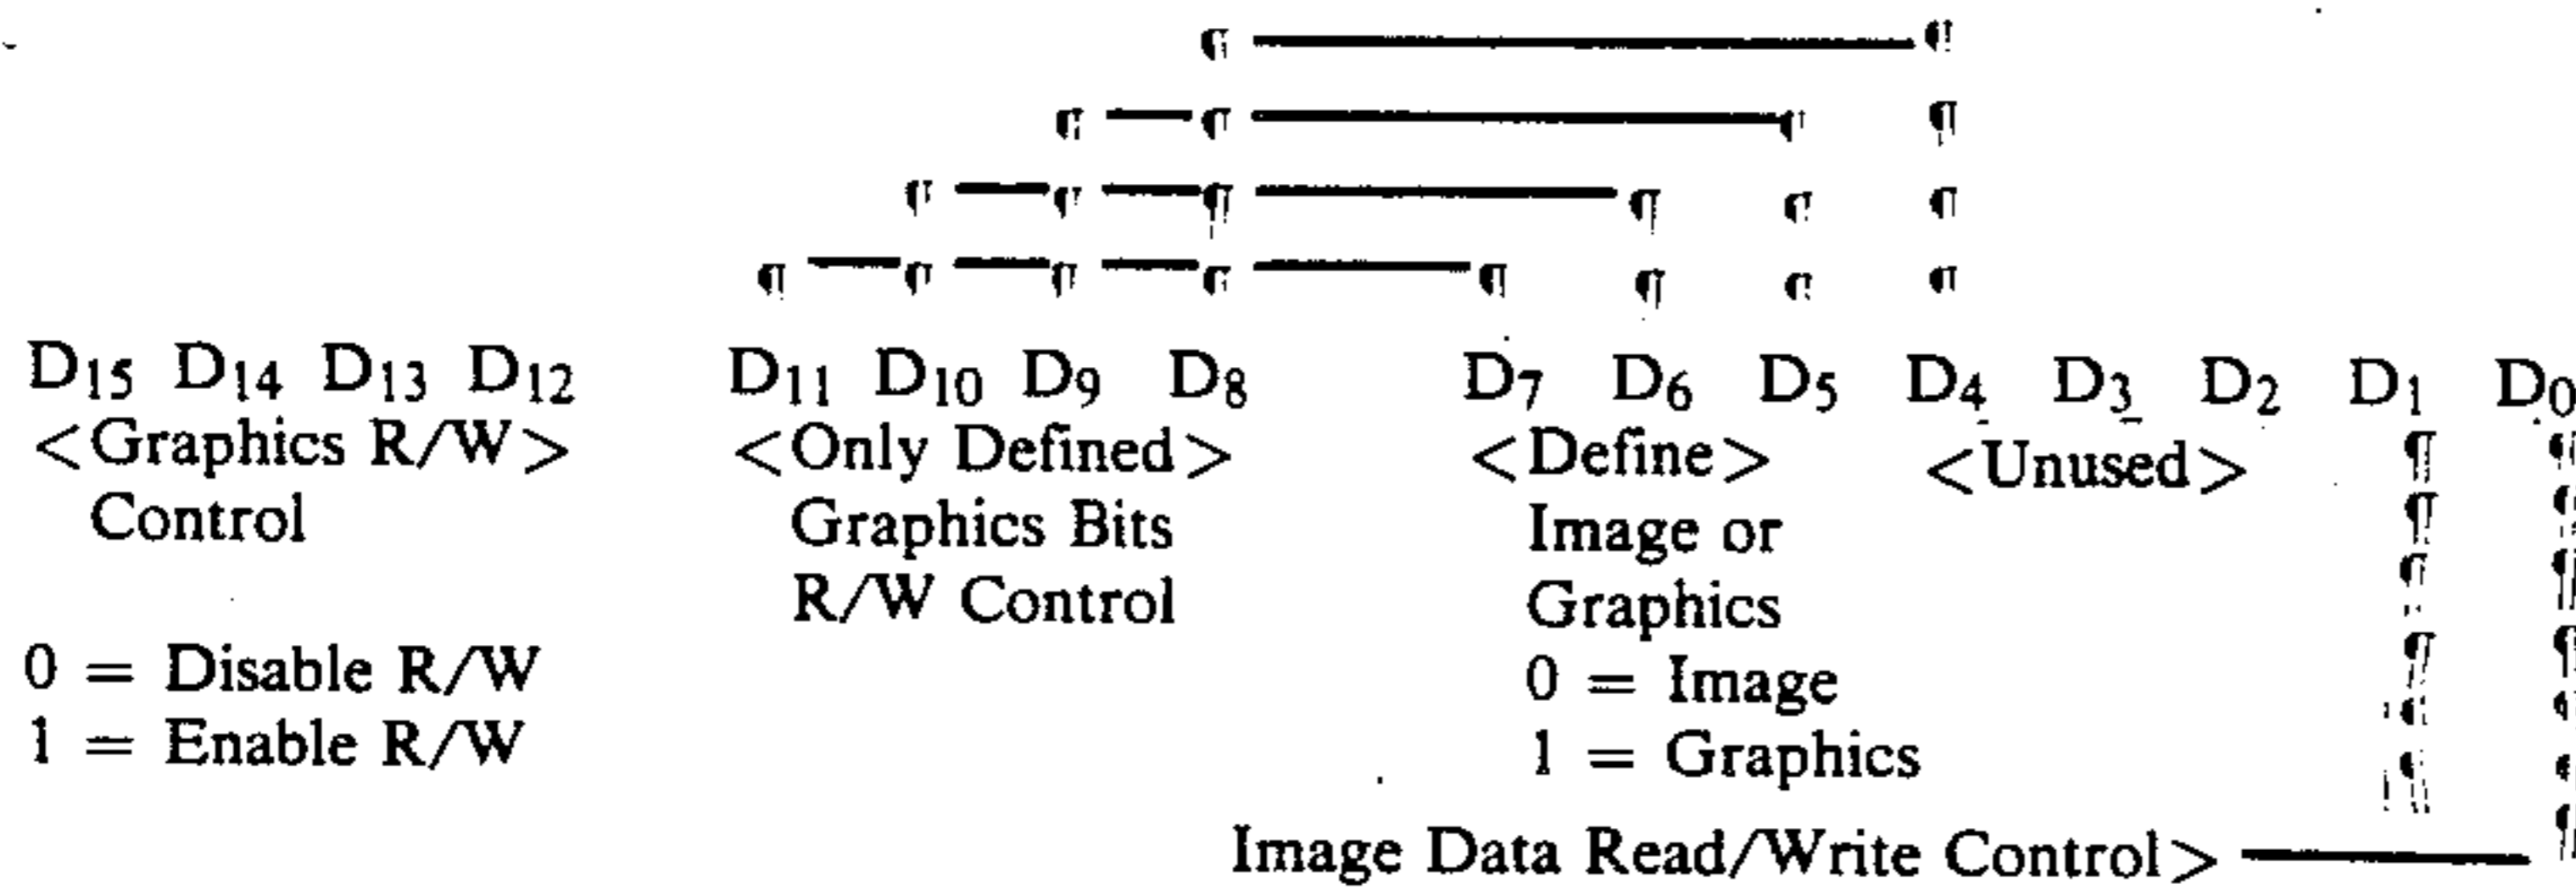 ¶ ——— ¶
¶ — ¶ ——— ¶ ¶
¶ — ¶ — ¶ ——— ¶ ¶ ¶
¶ — ¶ — ¶ — ¶ ——— ¶ ¶ ¶ ¶
D15 D14 D13 D12 D11 D10 D9 D8 D7 D6 D5 D4 D3 D2 D1 D0
<Graphics R/W> <Only Defined> <Define> <Unused> ¶ ¶
Control Graphics Bits Image or ¶ ¶
R/W Control Graphics ¶ ¶
0 = Disable R/W 0 = Image ¶ ¶
1 = Enable R/W 1 = Graphics ¶ ¶
Image Data Read/Write Control> ——— ¶